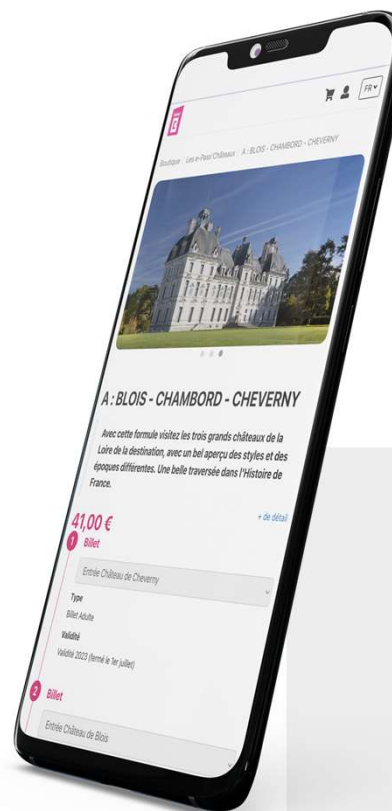 FR
Boutique Les e-Pass'Châteaux A : BLOIS - CHAMBORD - CHEVERNY
A : BLOIS - CHAMBORD - CHEVERNY
Avec cette formule visitez les trois grands châteaux de la
Loire de la destination, avec un bel aperçu des styles et des
époques différentes. Une belle traversée dans l'Histoire de
France.
41,00 €
+ de détail
1 Billet
Entrée Château de Cheverny
Type
Billet Adulte
Validité
Validité 2023 (fermé le 1er juillet)
2 Billet
Entrée Château de Blois